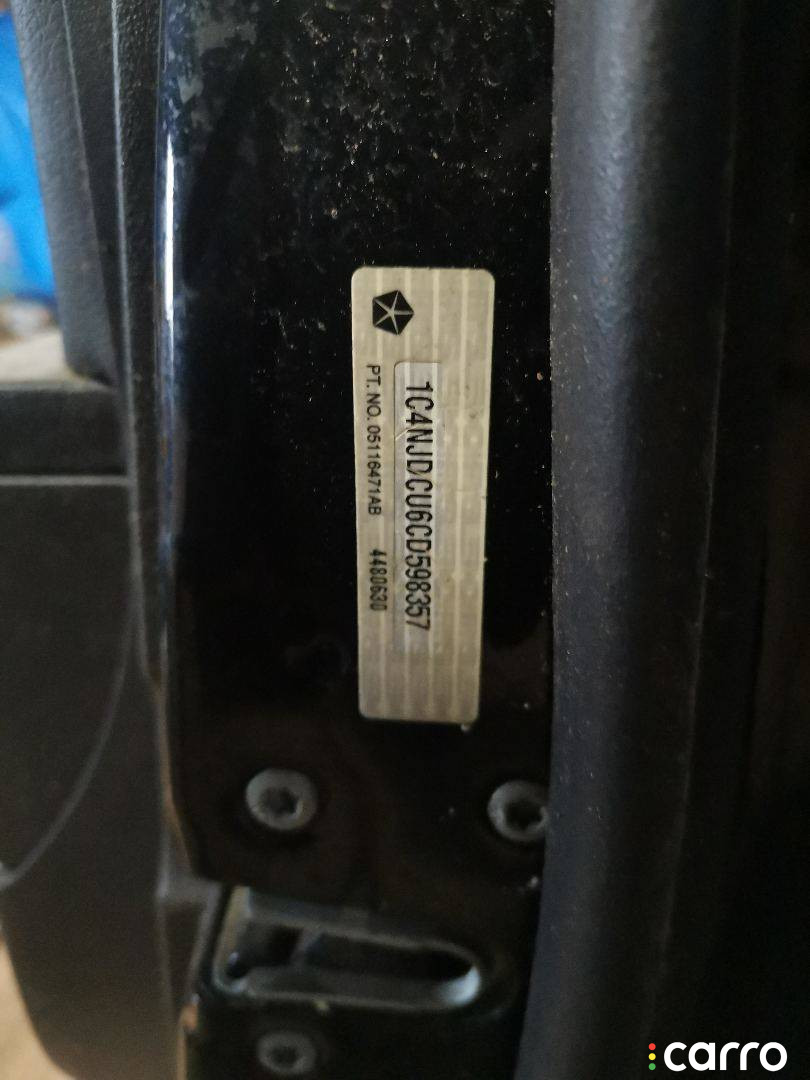 1C4NJDCU6CD598357
PT. NO. 05116471AB 4480630
carro